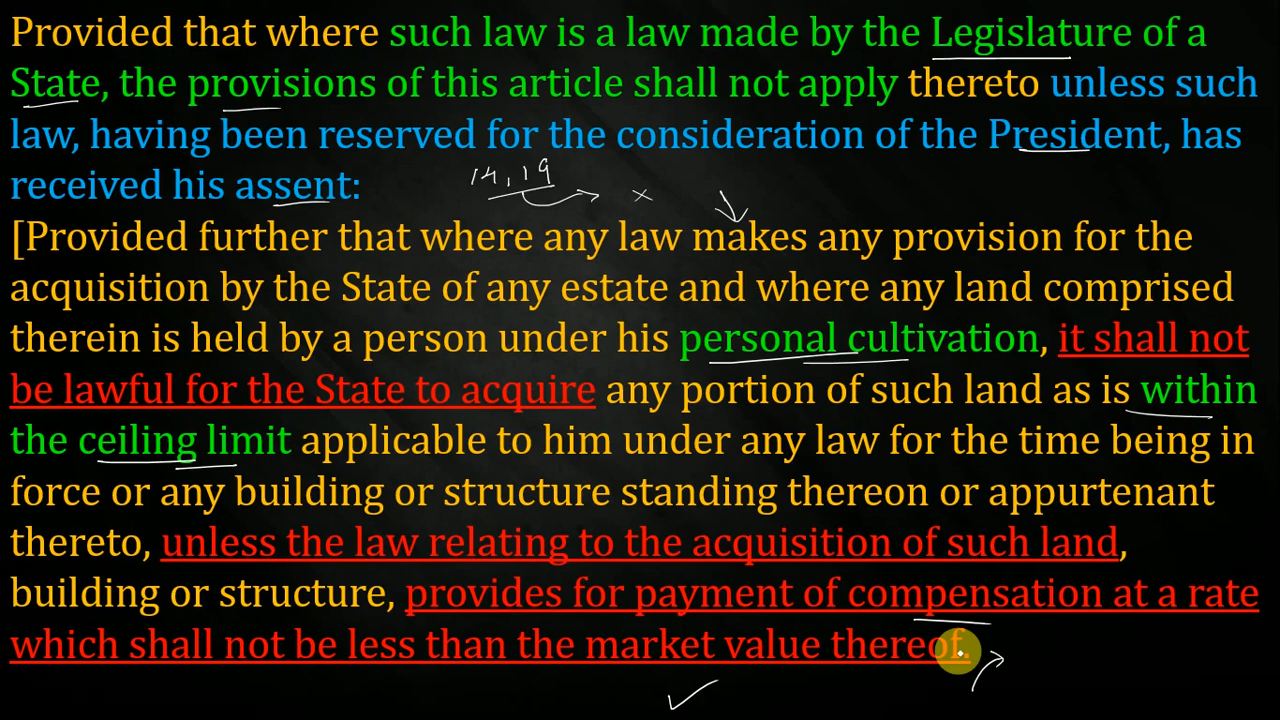 Provided that where such law is a law made by the Legislature of a
State, the provisions of this article shall not apply thereto unless such
law, having been reserved for the consideration of the President, has
received his assent:
14, 19
[Provided further that where any law makes any provision for the
acquisition by the State of any estate and where any land comprised
therein is held by a person under his personal cultivation, it shall not
be lawful for the State to acquire any portion of such land as is within
the ceiling limit applicable to him under any law for the time being in
force or any building or structure standing thereon or appurtenant
thereto, unless the law relating to the acquisition of such land,
building or structure, provides for payment of compensation at a rate
which shall not be less than the market value thereof.